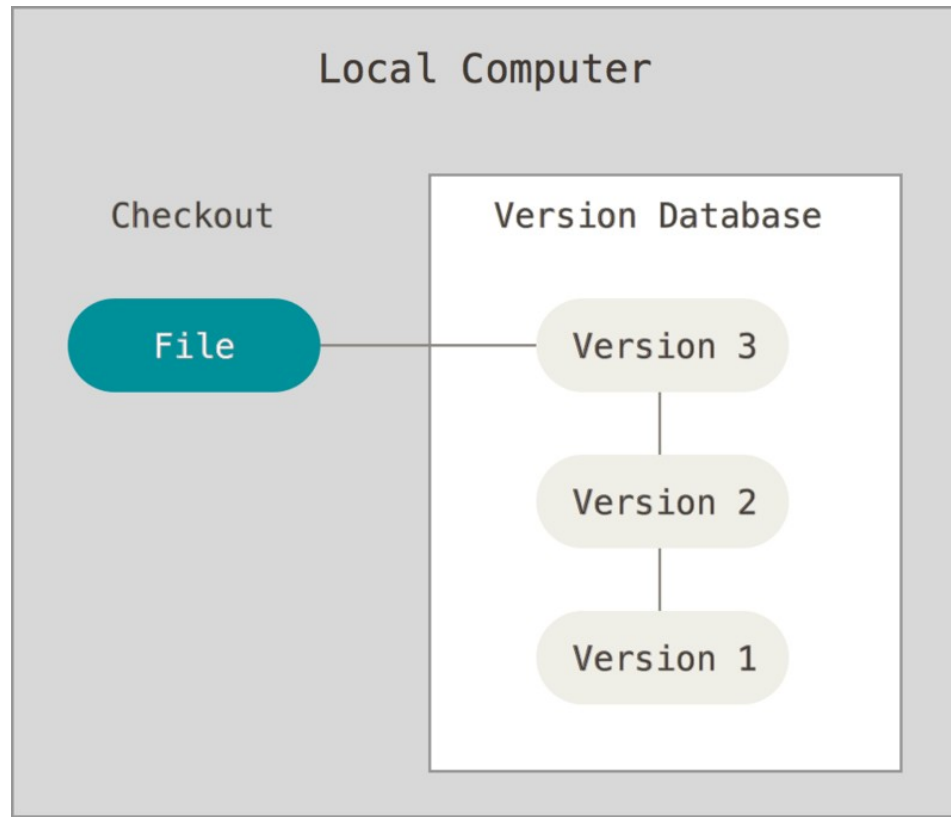 Local Computer
Checkout
Version Database
File
Version 3
Version 2
Version 1